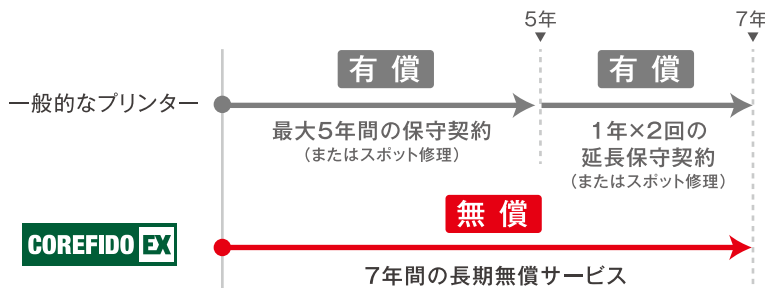 5年 7年
有償 有償
一般的なプリンター
最大5年間の保守契約
(またはスポット修理)
1年×2回の
延長保守契約
(またはスポット修理)
無償
COREFIDO EX
7年間の長期無償サービス